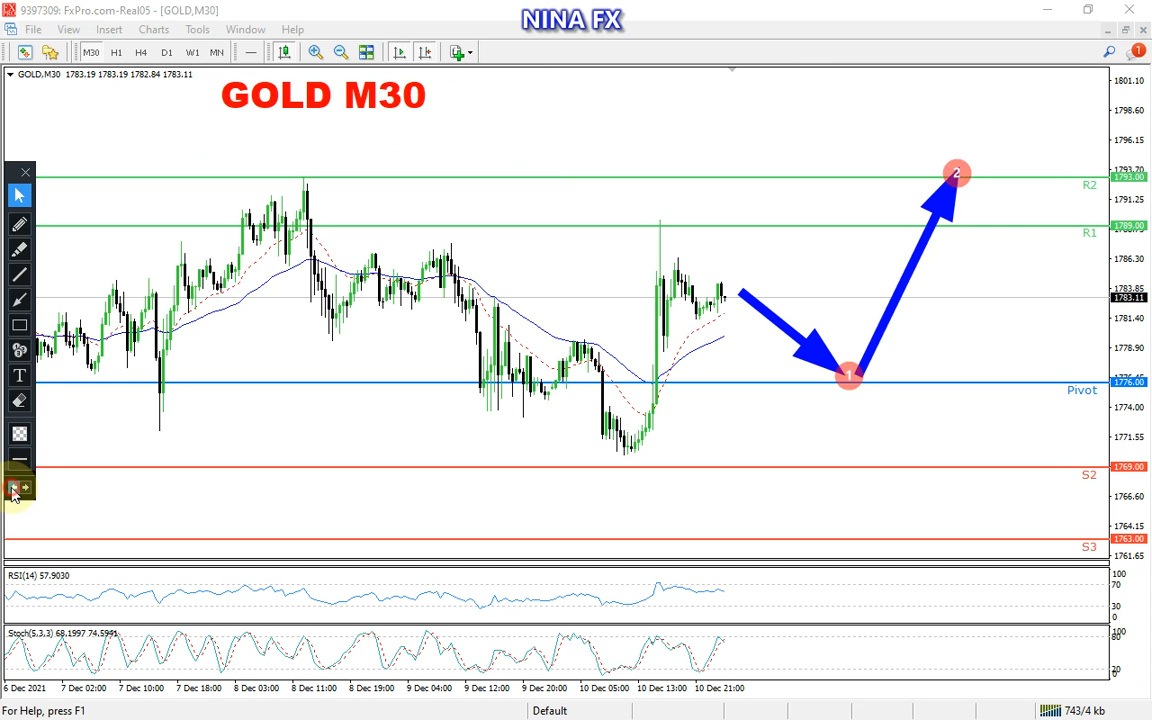 9397309: FxPro.com-Real05 - [GOLD,M30]
NINA FX
File View Insert Charts Tools Window Help
M30 H1 H4 D1 W1 MN
1
GOLD,M30 1783.19 1783.19 1782.84 1783.11
GOLD M30
1801.10
1798.60
1796.15
1793.70
2
1793.00
R2
1791.25
1789.00
R1
1786.30
1783.85
1783.11
1781.40
1778.90
1
1776.00
Pivot
1774.00
1771.55
1769.00
S2
1766.60
1764.15
1763.00
S3
1761.65
RSI(14) 57.9030
100
70
30
0
Stoch(5,3,3) 68.1997 74.5941
100
80
20
0
6 Dec 2021 7 Dec 02:00 7 Dec 10:00 7 Dec 18:00 8 Dec 03:00 8 Dec 11:00 8 Dec 19:00 9 Dec 04:00 9 Dec 12:00 9 Dec 20:00 10 Dec 05:00 10 Dec 13:00 10 Dec 21:00
For Help, press F1 Default 743/4 kb